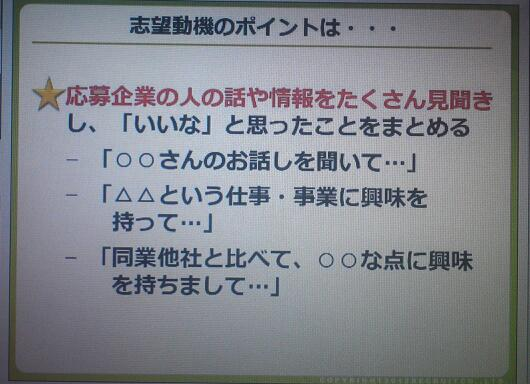 志望動機のポイントは・・・
応募企業の人の話や情報をたくさん見聞き
し、「いいな」と思ったことをまとめる
– 「○○さんのお話しを聞いて…」
– 「△△という仕事・事業に興味を
持って…」
– 「同業他社と比べて、○○な点に興味
を持ちまして…」